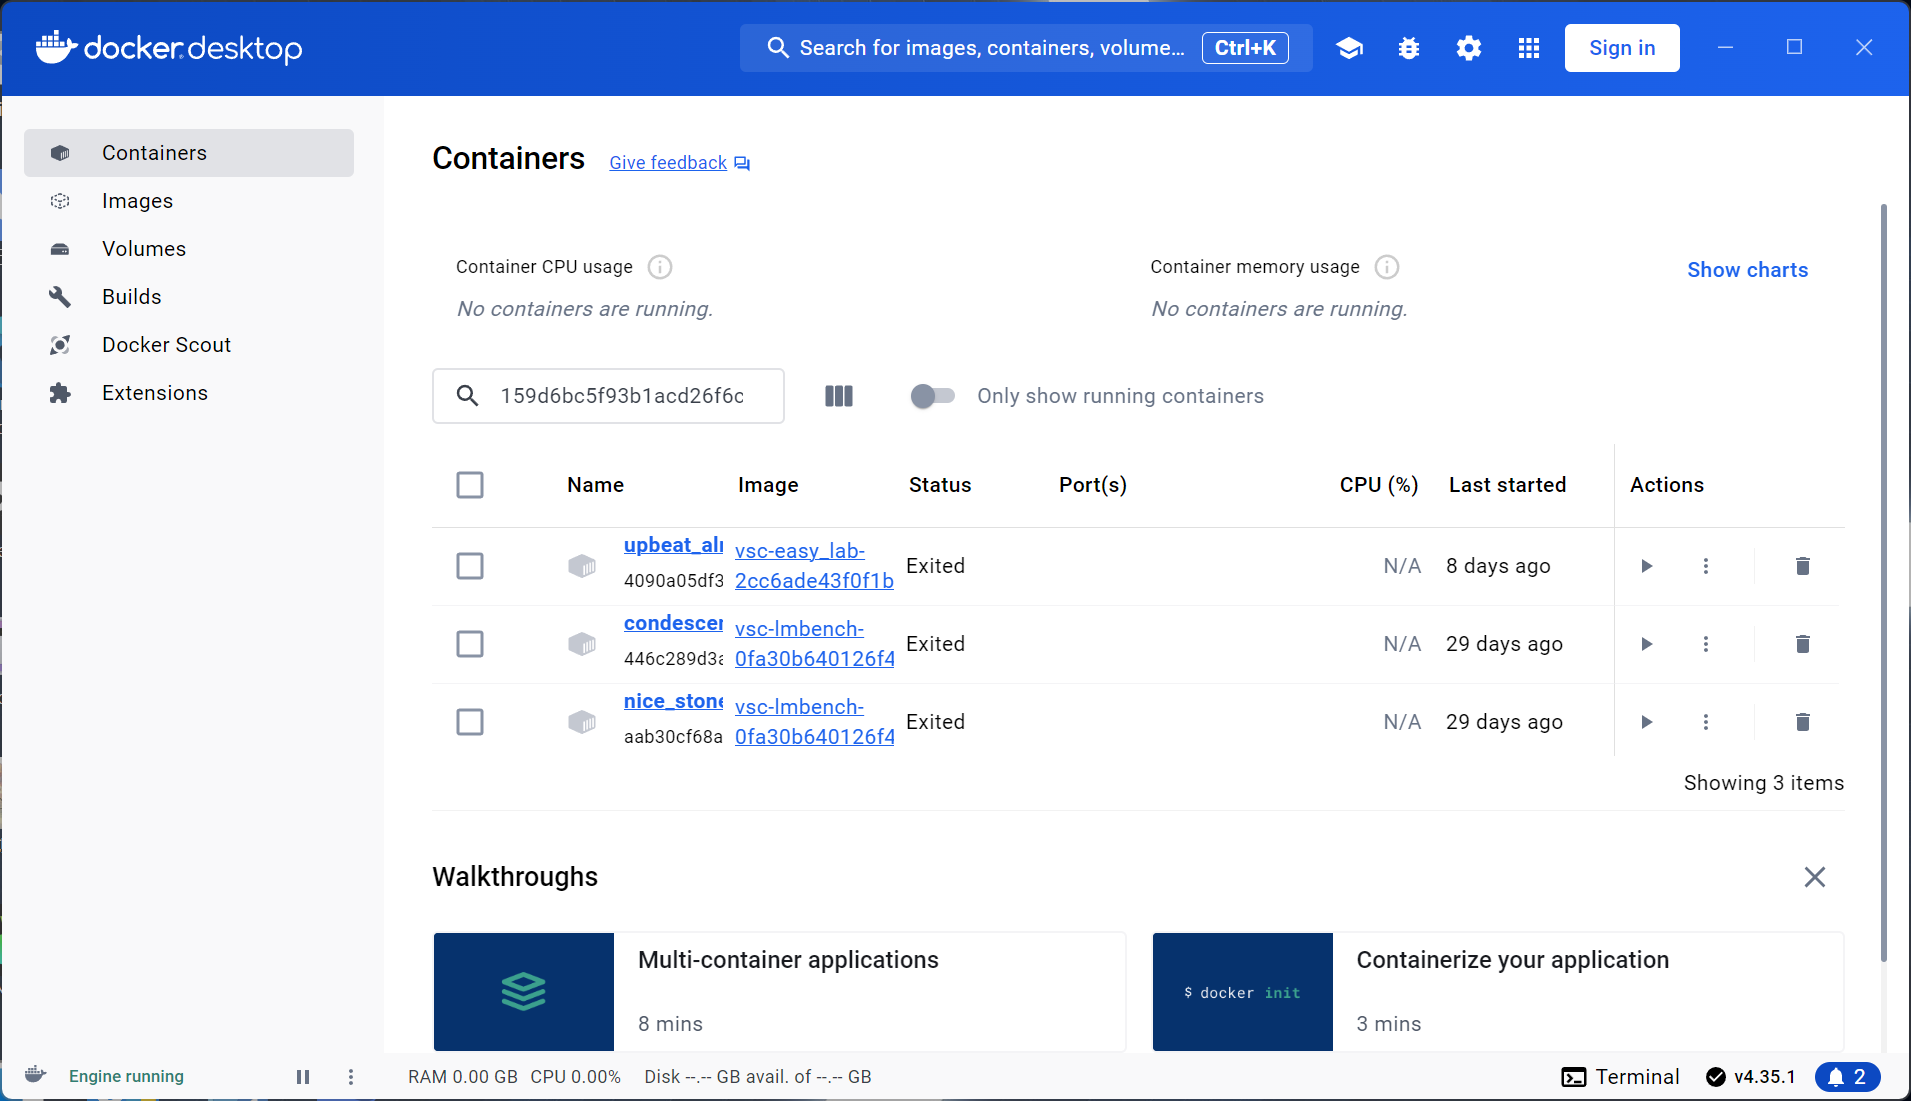 docker desktop
Search for images, containers, volume... Ctrl+K
Sign in
Containers
Images
Volumes
Builds
Docker Scout
Extensions
Containers Give feedback
Container CPU usage
No containers are running.
Container memory usage
No containers are running.
Show charts
159d6bc5f93b1acd26f6c
Only show running containers
Name Image Status Port(s) CPU (%) Last started Actions
upbeat_alr
4090a05df3
vsc-easy_lab-
2cc6ade43f0f1b
Exited N/A 8 days ago
condescer
446c289d3a
vsc-lmbench-
0fa30b640126f4
Exited N/A 29 days ago
nice_stone
aab30cf68a
vsc-lmbench-
0fa30b640126f4
Exited N/A 29 days ago
Showing 3 items
Walkthroughs
Multi-container applications
8 mins
$ docker init
Containerize your application
3 mins
Engine running
RAM 0.00 GB CPU 0.00% Disk --.-- GB avail. of --.-- GB
Terminal
v4.35.1
2